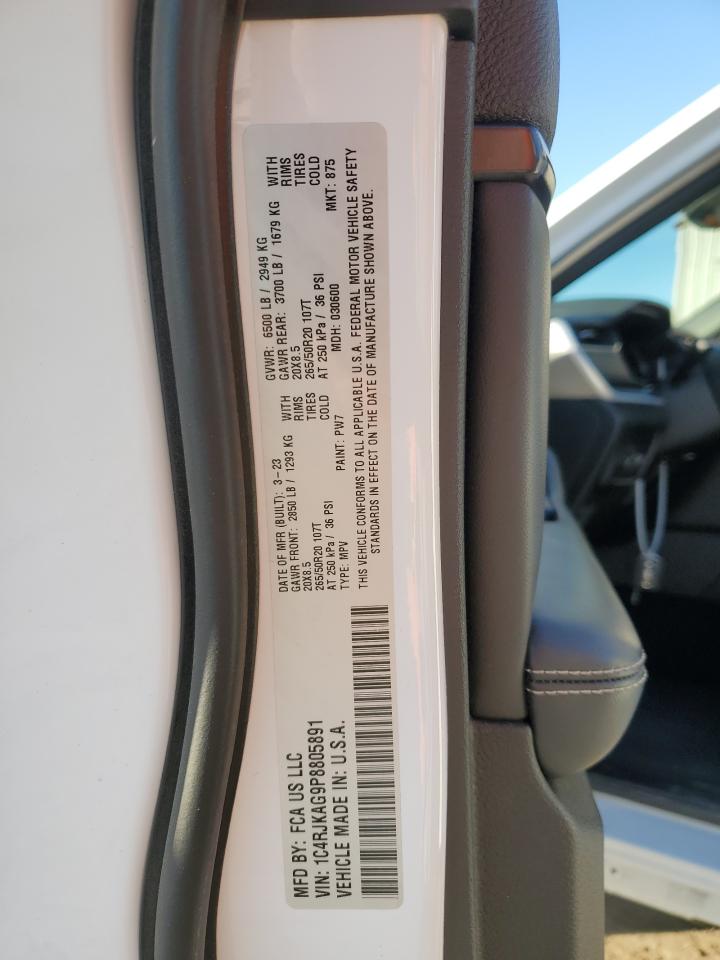 MFD BY: FCA US LLC
VIN: 1C4RJKAG9P8805891
VEHICLE MADE IN: U.S.A.
DATE OF MFR (BUILT): 3-23
GAWR FRONT: 2850 LB / 1293 KG WITH
20X8.5 RIMS
265/50R20 107T TIRES
AT 250 kPa / 36 PSI COLD
TYPE: MPV PAINT: PW7
GVWR: 6500 LB / 2949 KG
GAWR REAR: 3700 LB / 1679 KG WITH
20X8.5 RIMS
265/50R20 107T TIRES
AT 250 kPa / 36 PSI COLD
MDH: 030600 MKT: 875
THIS VEHICLE CONFORMS TO ALL APPLICABLE U.S.A. FEDERAL MOTOR VEHICLE SAFETY
STANDARDS IN EFFECT ON THE DATE OF MANUFACTURE SHOWN ABOVE.